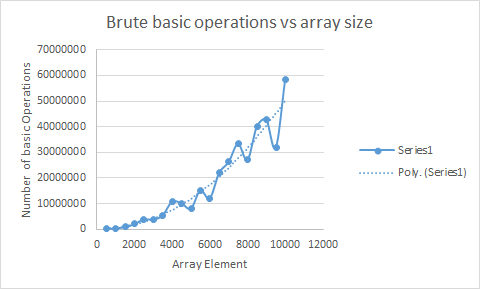 Brute basic operations vs array size
Number of basic Operations
70000000
60000000
50000000
40000000
30000000
20000000
10000000
0
0 2000 4000 6000 8000 10000 12000
Array Element
Series1
Poly. (Series1)